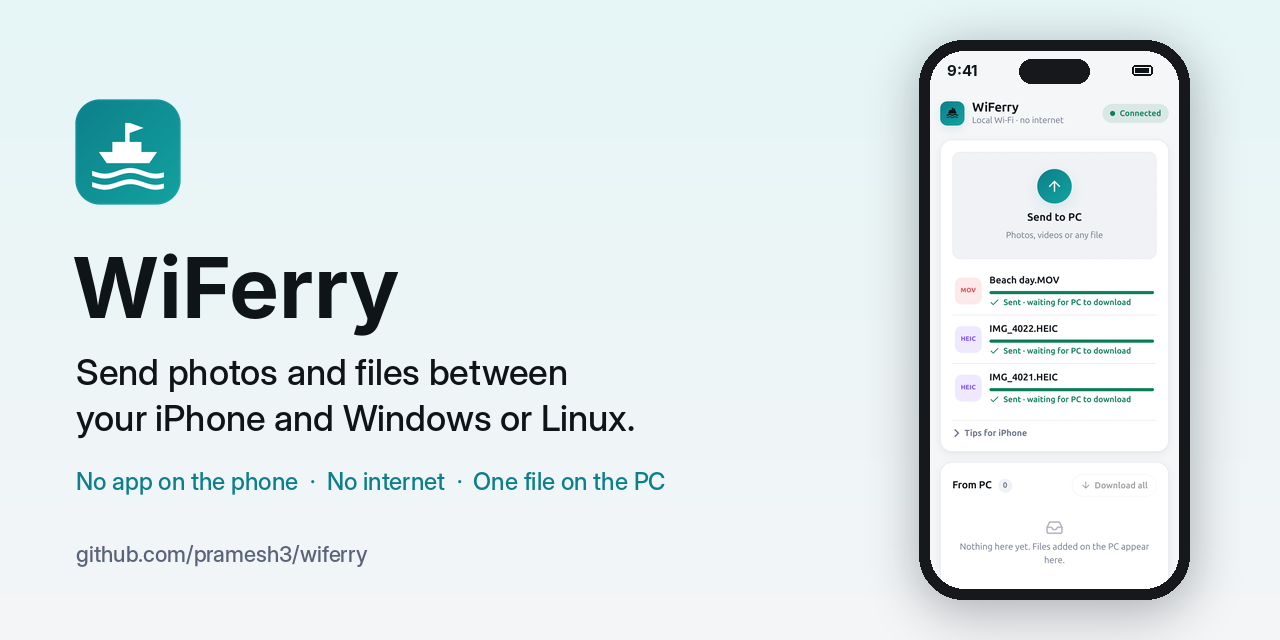 WiFerry
Send photos and files between
your iPhone and Windows or Linux.
No app on the phone · No internet · One file on the PC
github.com/pramesh3/wiferry
9:41
WiFerry
Local Wi-Fi · no internet
Connected
Send to PC
Photos, videos or any file
MOV
Beach day.MOV
Sent · waiting for PC to download
HEIC
IMG_4022.HEIC
Sent · waiting for PC to download
HEIC
IMG_4021.HEIC
Sent · waiting for PC to download
Tips for iPhone
From PC 0
Download all
Nothing here yet. Files added on the PC appear
here.